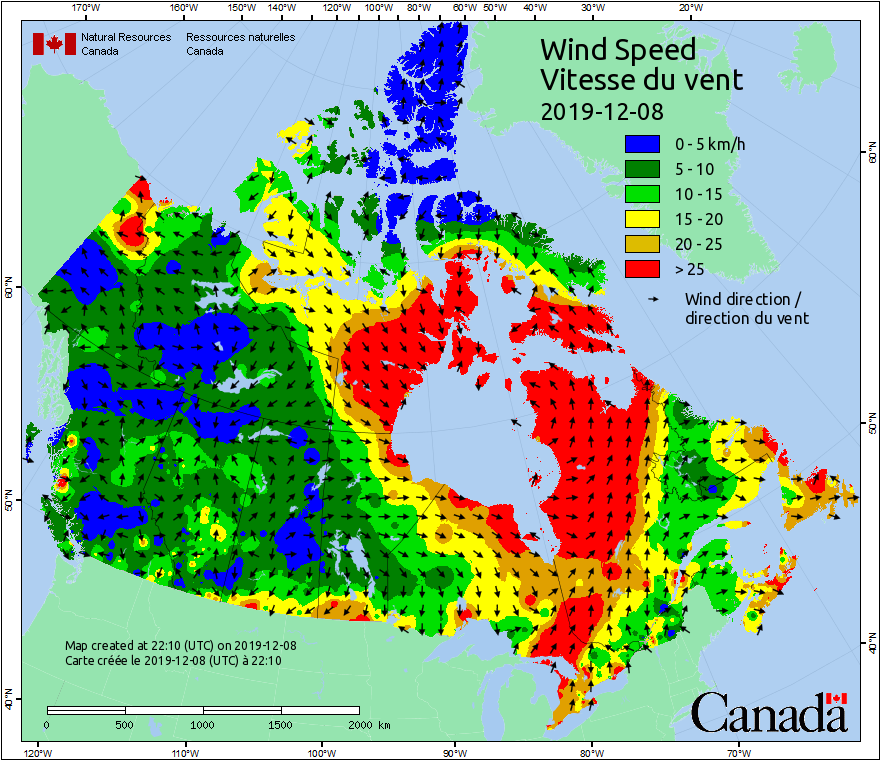 170°W 160°W 150°W 140°W 120°W 100°W 80°W 60°W 50°W 40°W 30°W 20°W
Natural Resources Ressources naturelles
Canada Canada
Wind Speed
Vitesse du vent
2019-12-08
0 - 5 km/h
5 - 10
10 - 15
15 - 20
20 - 25
> 25
Wind direction /
direction du vent
60°N 60°N
50°N 50°N
40°N 40°N
Map created at 22:10 (UTC) on 2019-12-08
Carte créée le 2019-12-08 (UTC) à 22:10
0 500 1000 1500 2000 km
Canada
120°W 110°W 100°W 90°W 80°W 70°W